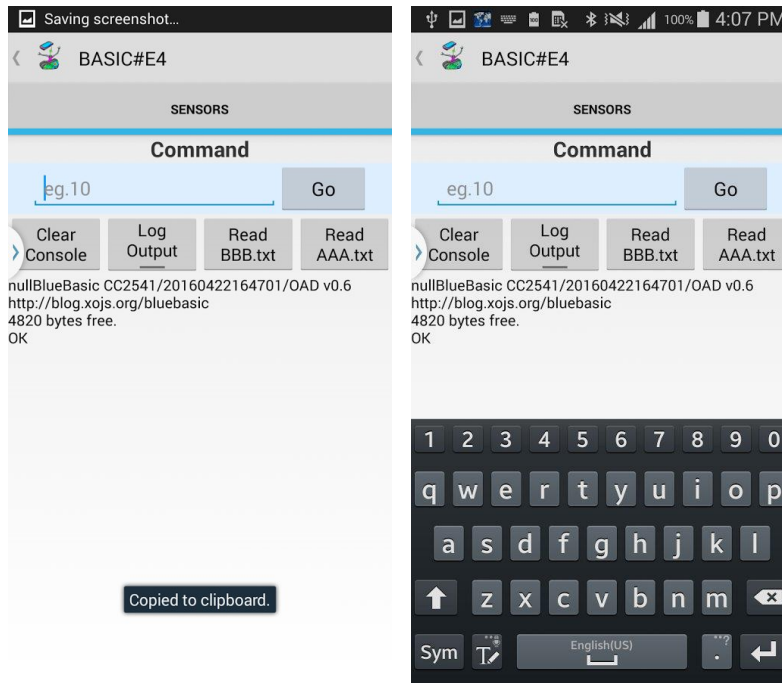 Saving screenshot...
BASIC#E4
SENSORS
Command
eg.10
Go
Clear Console
Log Output
Read BBB.txt
Read AAA.txt
nullBlueBasic CC2541/20160422164701/OAD v0.6
http://blog.xojs.org/bluebasic
4820 bytes free.
OK
Copied to clipboard.
100% 4:07 PM
BASIC#E4
SENSORS
Command
eg.10
Go
Clear Console
Log Output
Read BBB.txt
Read AAA.txt
nullBlueBasic CC2541/20160422164701/OAD v0.6
http://blog.xojs.org/bluebasic
4820 bytes free.
OK
1 2 3 4 5 6 7 8 9 0
q w e r t y u i o p
a s d f g h j k l
z x c v b n m
Sym T English(US) . ?